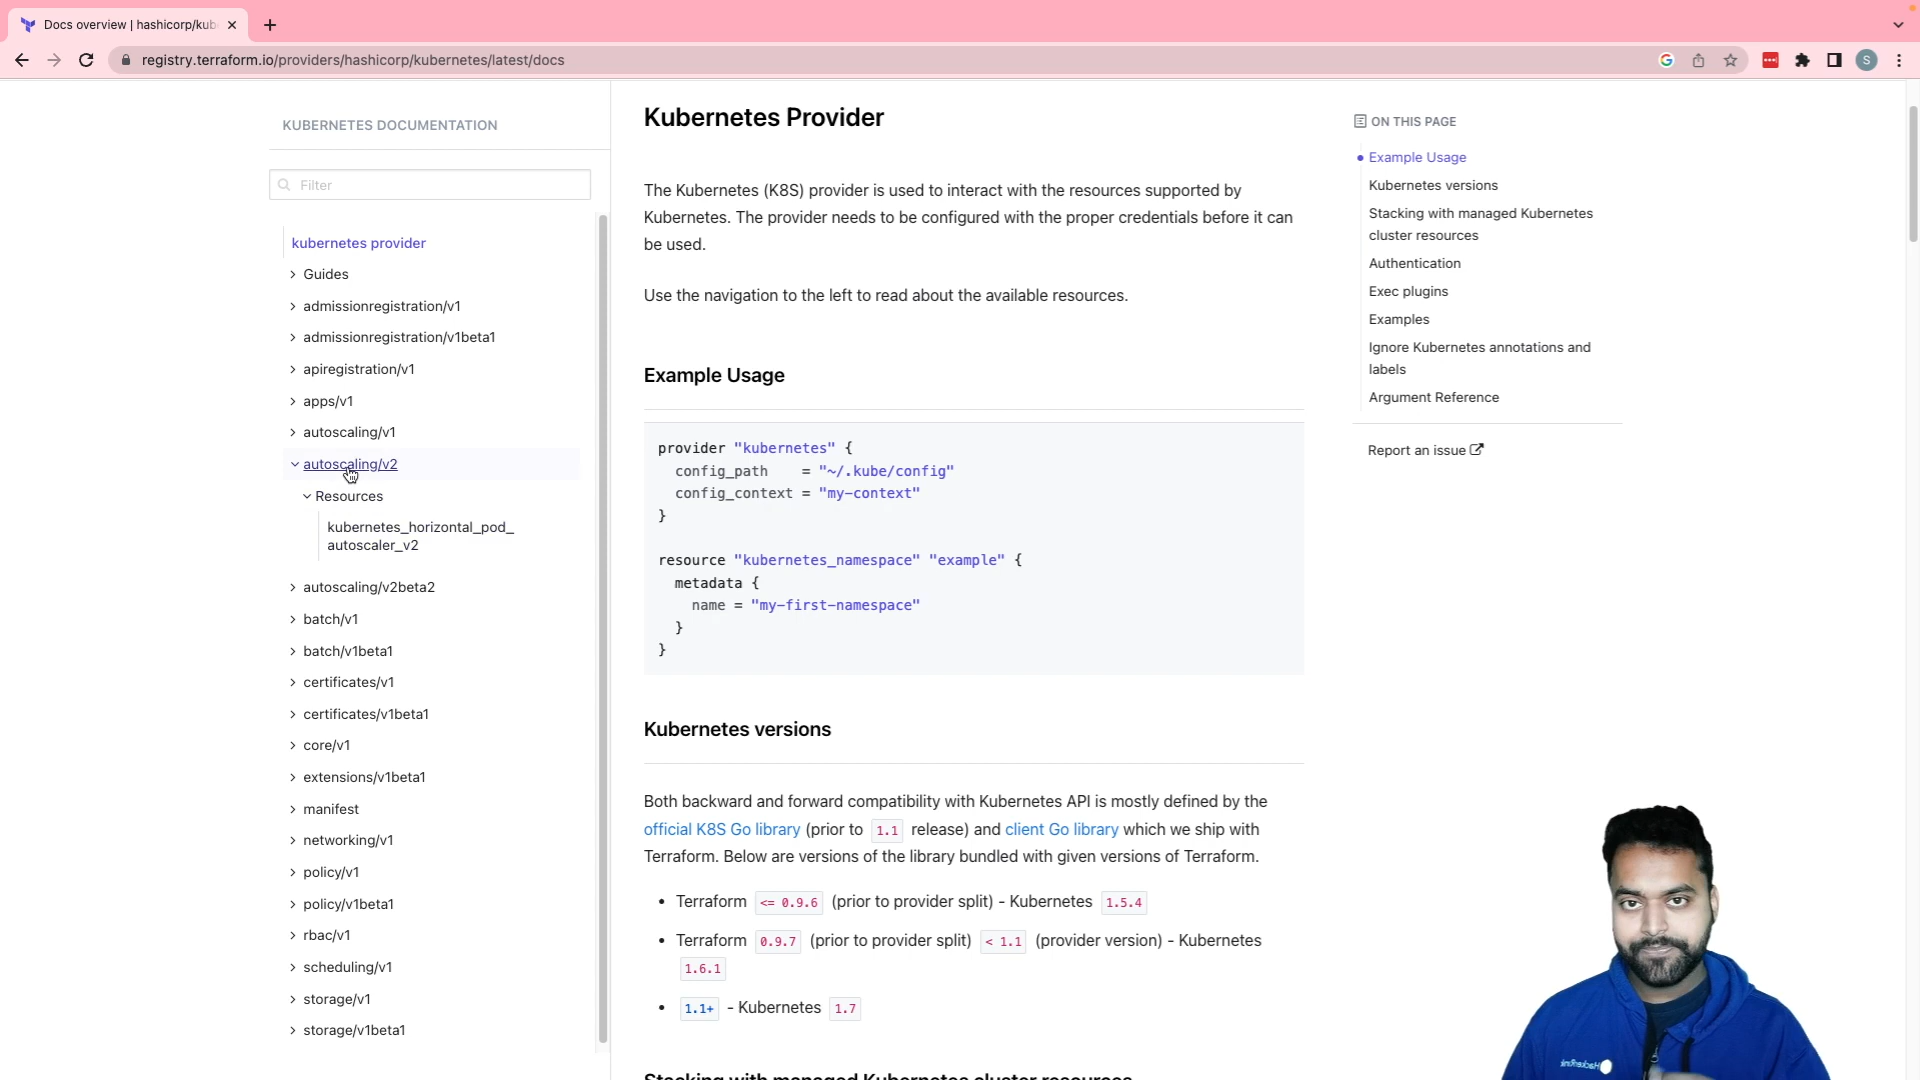 Docs overview | hashicorp/kub
registry.terraform.io/providers/hashicorp/kubernetes/latest/docs
S
KUBERNETES DOCUMENTATION
Filter
kubernetes provider
Guides
admissionregistration/v1
admissionregistration/v1beta1
apiregistration/v1
apps/v1
autoscaling/v1
autoscaling/v2
Resources
kubernetes_horizontal_pod_
autoscaler_v2
autoscaling/v2beta2
batch/v1
batch/v1beta1
certificates/v1
certificates/v1beta1
core/v1
extensions/v1beta1
manifest
networking/v1
policy/v1
policy/v1beta1
rbac/v1
scheduling/v1
storage/v1
storage/v1beta1
Kubernetes Provider
The Kubernetes (K8S) provider is used to interact with the resources supported by
Kubernetes. The provider needs to be configured with the proper credentials before it can
be used.
Use the navigation to the left to read about the available resources.
Example Usage
provider "kubernetes" {
config_path    = "~/.kube/config"
config_context = "my-context"
}
resource "kubernetes_namespace" "example" {
metadata {
name = "my-first-namespace"
}
}
Kubernetes versions
Both backward and forward compatibility with Kubernetes API is mostly defined by the
official K8S Go library (prior to 1.1 release) and client Go library which we ship with
Terraform. Below are versions of the library bundled with given versions of Terraform.
• Terraform <= 0.9.6 (prior to provider split) - Kubernetes 1.5.4
• Terraform 0.9.7 (prior to provider split) < 1.1 (provider version) - Kubernetes
1.6.1
• 1.1+ - Kubernetes 1.7
Stacking with managed Kubernetes cluster resources
ON THIS PAGE
Example Usage
Kubernetes versions
Stacking with managed Kubernetes
cluster resources
Authentication
Exec plugins
Examples
Ignore Kubernetes annotations and
labels
Argument Reference
Report an issue
HackerRank